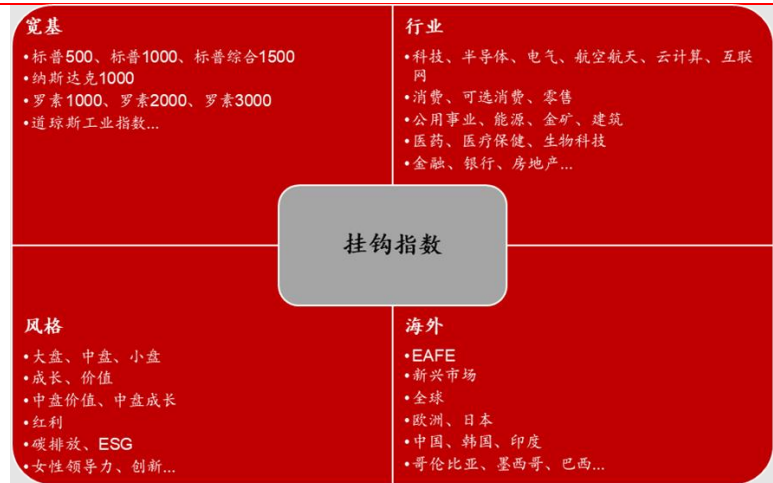 宽基
•标普500、标普1000、标普综合1500
•纳斯达克1000
•罗素1000、罗素2000、罗素3000
•道琼斯工业指数...
行业
•科技、半导体、电气、航空航天、云计算、互联
网
•消费、可选消费、零售
•公用事业、能源、金矿、建筑
•医药、医疗保健、生物科技
•金融、银行、房地产...
挂钩指数
风格
•大盘、中盘、小盘
•成长、价值
•中盘价值、中盘成长
•红利
•碳排放、ESG
•女性领导力、创新...
海外
•EAFE
•新兴市场
•全球
•欧洲、日本
•中国、韩国、印度
•哥伦比亚、墨西哥、巴西...